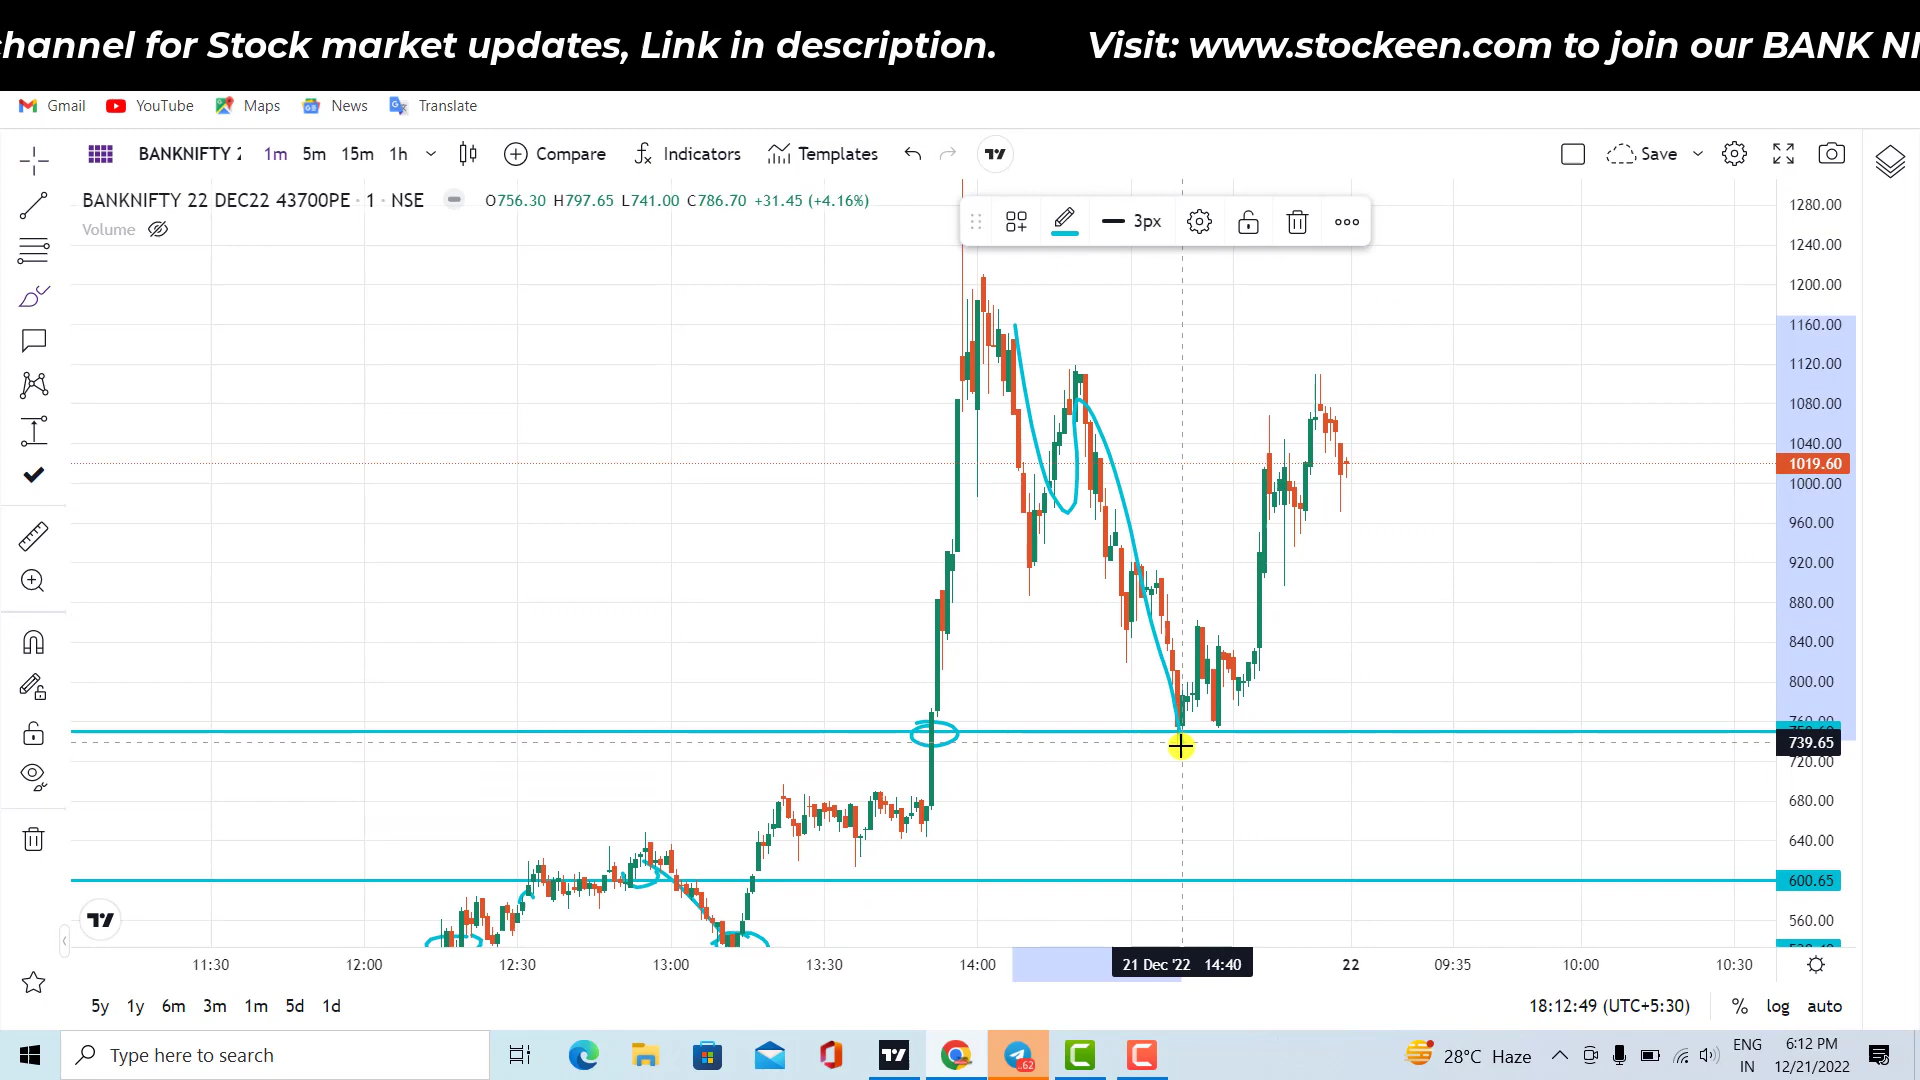 channel for Stock market updates, Link in description. Visit: www.stockeen.com to join our BANK NI
Gmail YouTube Maps News Translate
BANKNIFTY 2 1m 5m 15m 1h Compare Indicators Templates Save
BANKNIFTY 22 DEC22 43700PE · 1 · NSE O756.30 H797.65 L741.00 C786.70 +31.45 (+4.16%)
Volume
3px
1280.00
1240.00
1200.00
1160.00
1120.00
1080.00
1040.00
1019.60
1000.00
960.00
920.00
880.00
840.00
800.00
760.00
739.65
720.00
680.00
640.00
600.65
560.00
11:30 12:00 12:30 13:00 13:30 14:00 21 Dec '22 14:40 22 09:35 10:00 10:30
5y 1y 6m 3m 1m 5d 1d 18:12:49 (UTC+5:30) % log auto
Type here to search
62
28°C Haze
ENG
IN
6:12 PM
12/21/2022